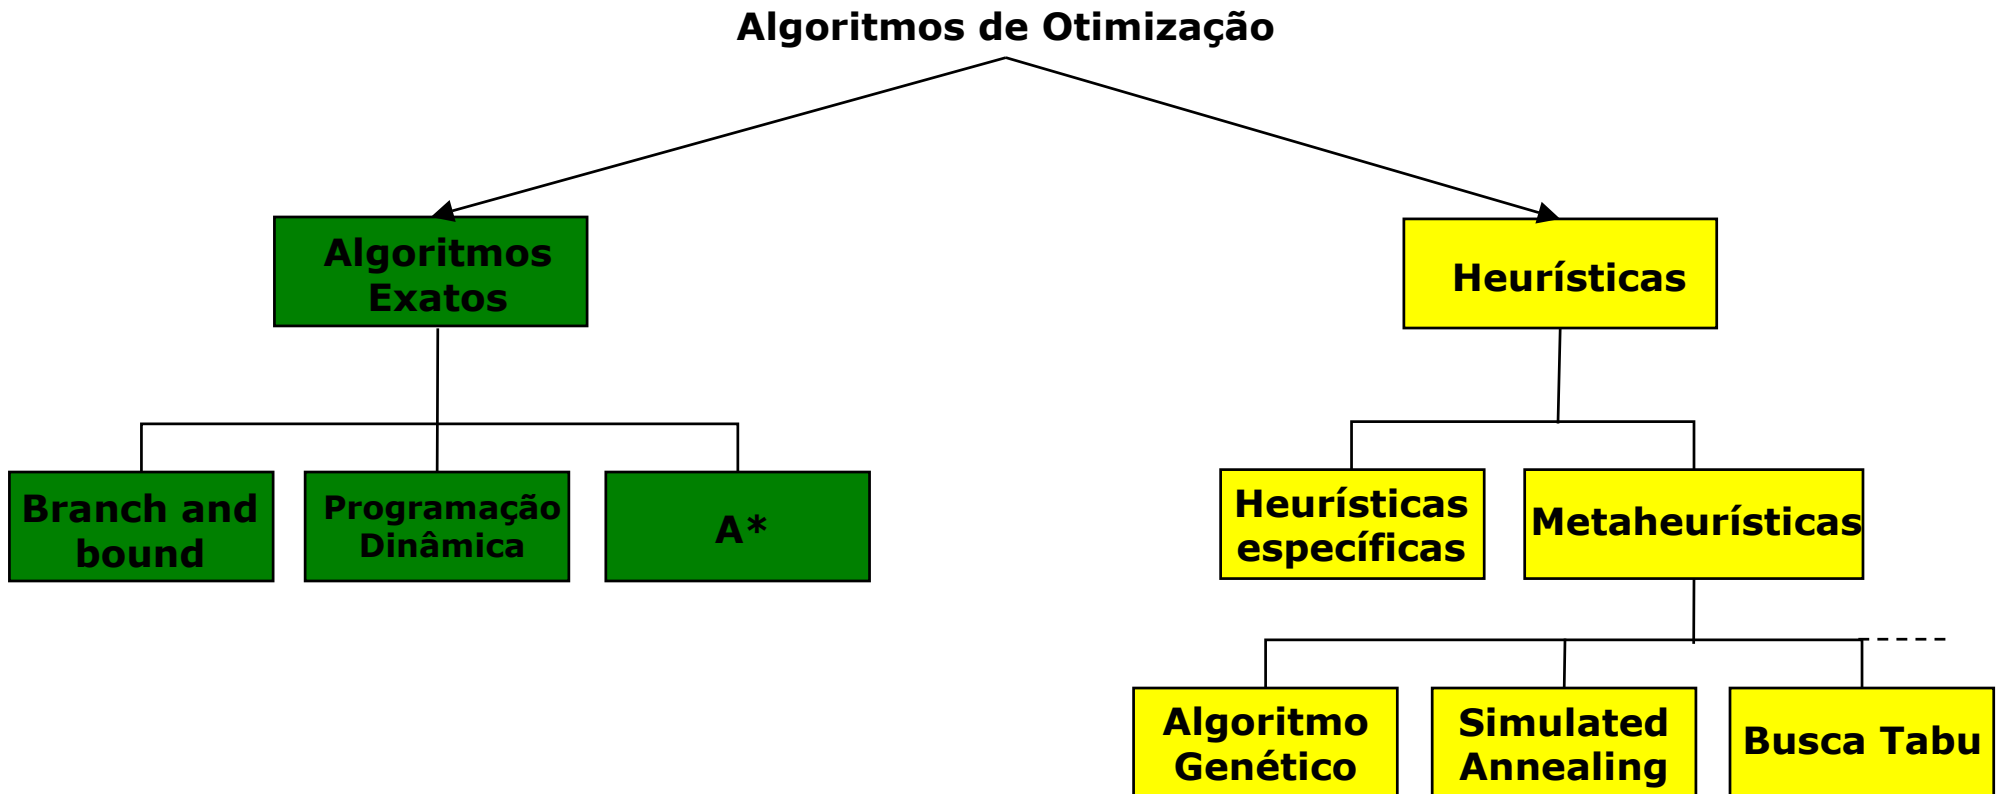 Algoritmos de Otimização
Algoritmos
Exatos
Heurísticas
Branch and
bound
Programação
Dinâmica
A*
Heurísticas
específicas
Metaheurísticas
Algoritmo
Genético
Simulated
Annealing
Busca Tabu